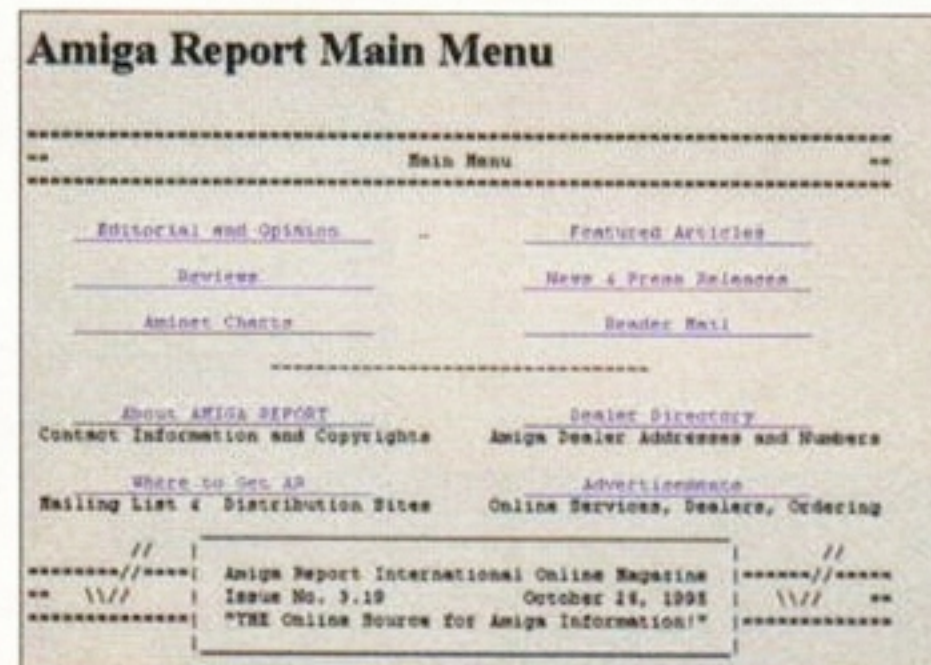 Amiga Report Main Menu
== Main Menu ==
Editorial and Opinion Featured Articles
Reviews News & Press Releases
Aminet Charts Reader Mail
About AMIGA REPORT Dealer Directory
Contact Information and Copyrights Amiga Dealer Addresses and Numbers
Where to Get AR Advertisements
Mailing List & Distribution Sites Online Services, Dealers, Ordering
Amiga Report International Online Magazine
Issue No. 3.19 October 1995
"THE Online Source for Amiga Information!"